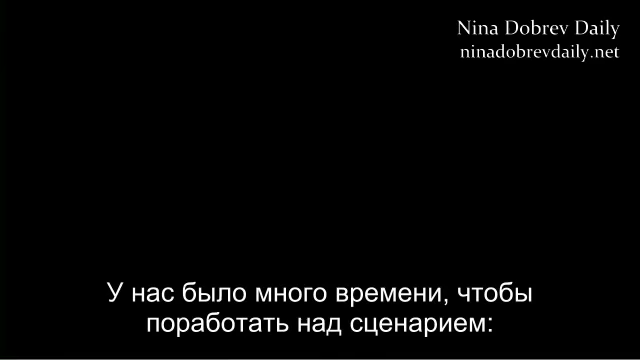 Nina Dobrev Daily
ninadobrevdaily.net
У нас было много времени, чтобы
поработать над сценарием: